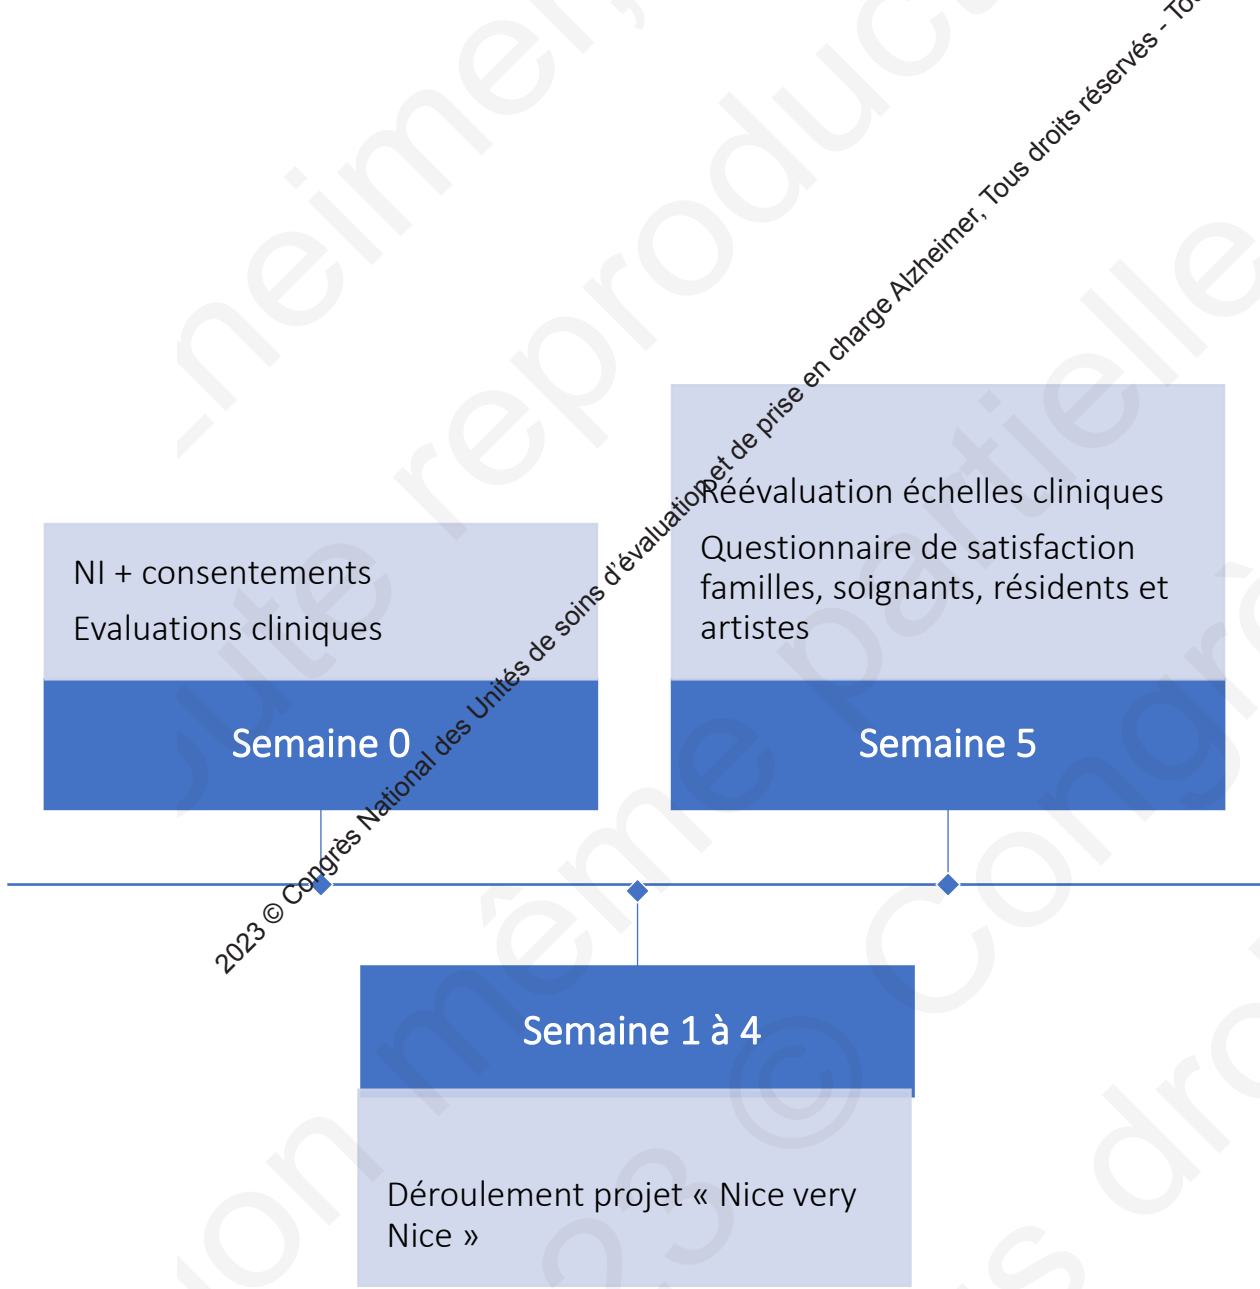 NI + consentements
Evaluations cliniques
Semaine 0
Réévaluation échelles cliniques
Questionnaire de satisfaction
familles, soignants, résidents et
artistes
Semaine 5
Semaine 1 à 4
Déroulement projet « Nice very
Nice »
2023 © Congrès National des Unités de soins d'évaluation et de prise en charge Alzheimer, Tous droits réservés -